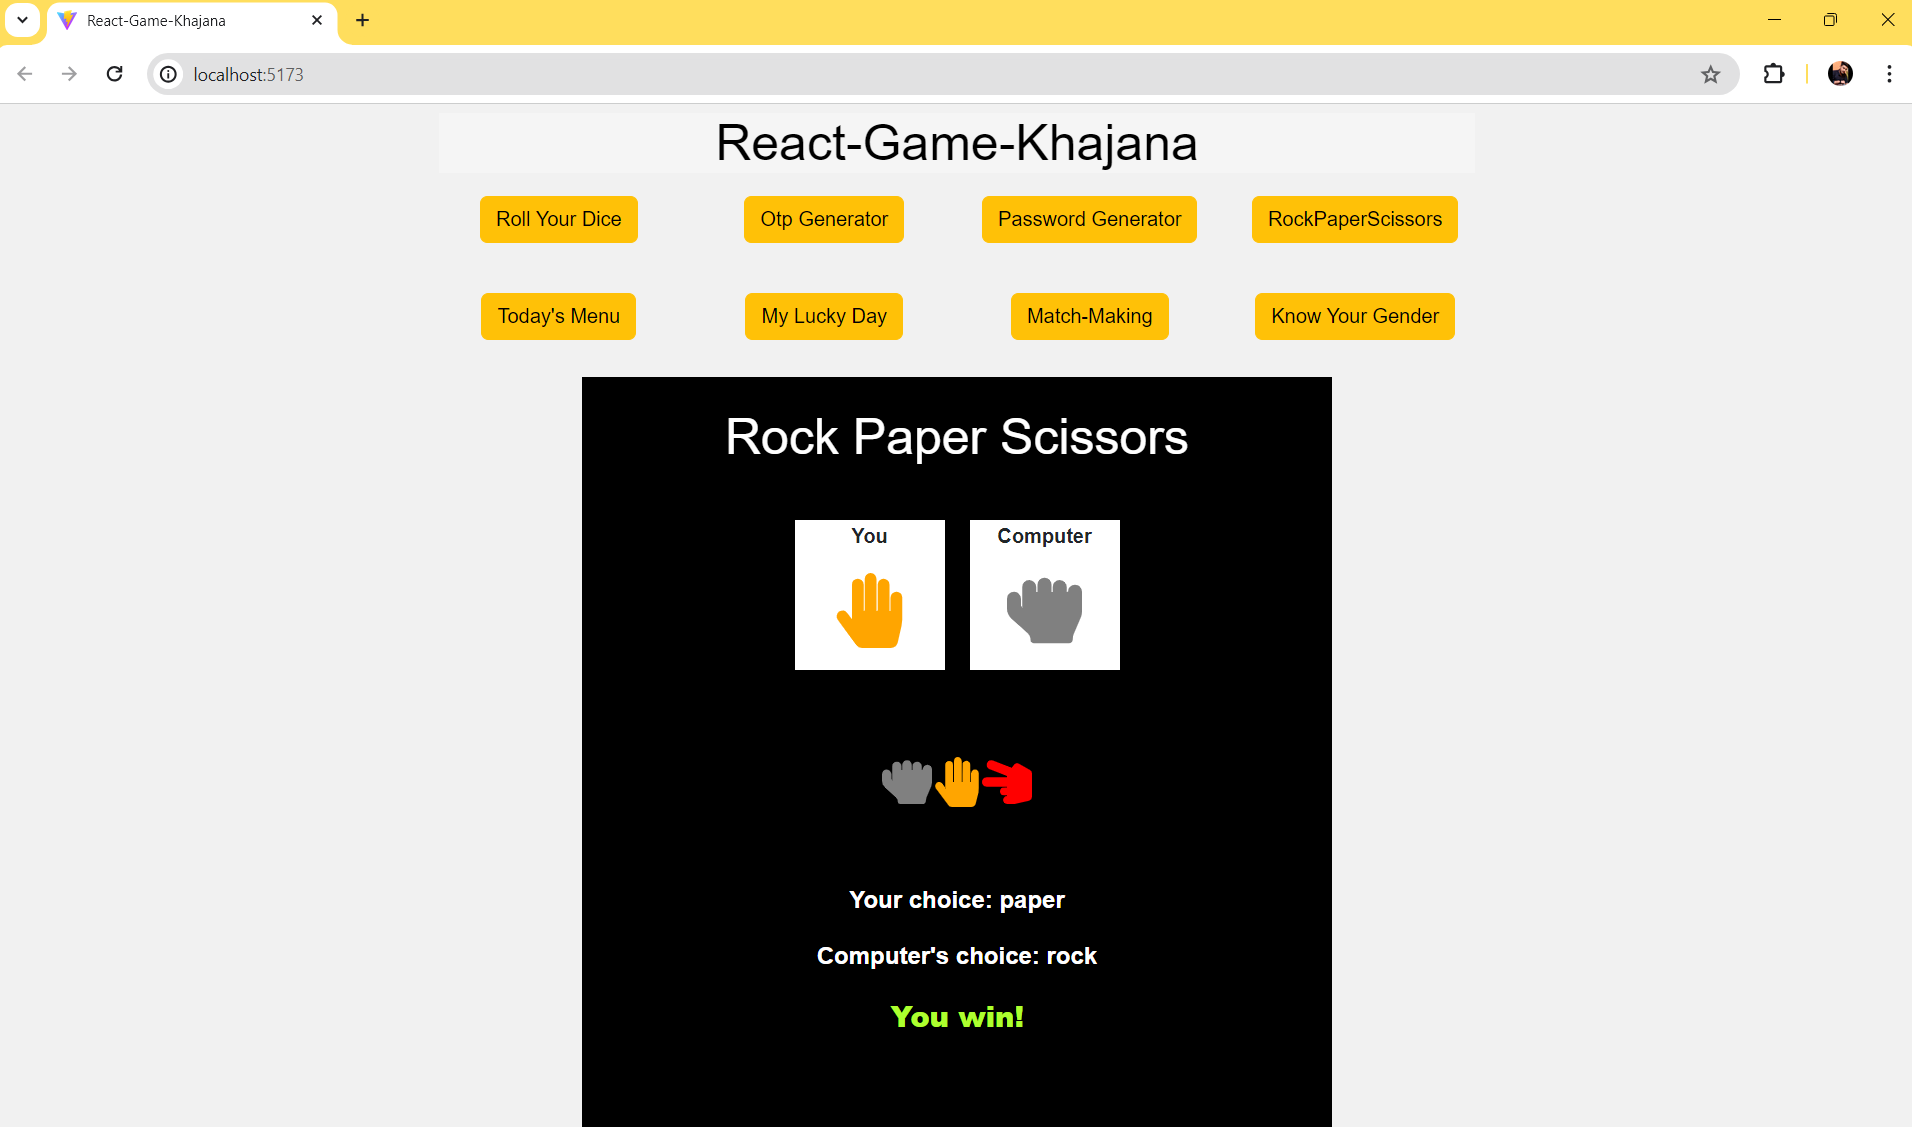 React-Game-Khajana
localhost:5173
React-Game-Khajana
Roll Your Dice
Otp Generator
Password Generator
RockPaperScissors
Today's Menu
My Lucky Day
Match-Making
Know Your Gender
Rock Paper Scissors
You
Computer
Your choice: paper
Computer's choice: rock
You win!